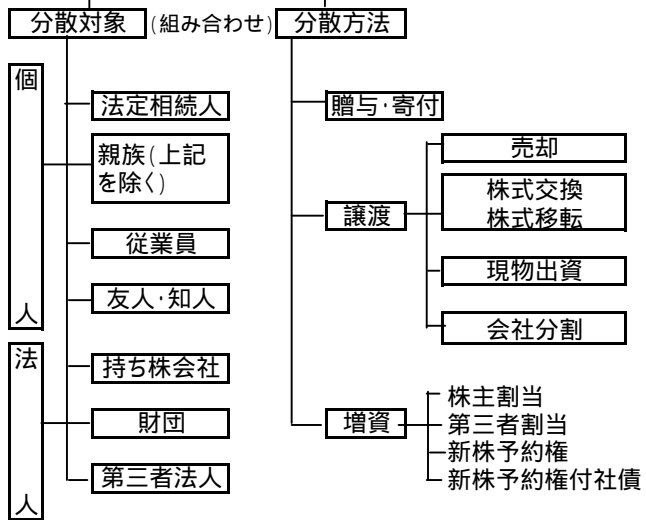 分散対象
(組み合わせ)
分散方法
個人
法定相続人
親族(上記
を除く)
従業員
友人·知人
法人
持ち株会社
財団
第三者法人
贈与·寄付
譲渡
売却
株式交換
株式移転
現物出資
会社分割
増資
株主割当
第三者割当
新株予約権
新株予約権付社債